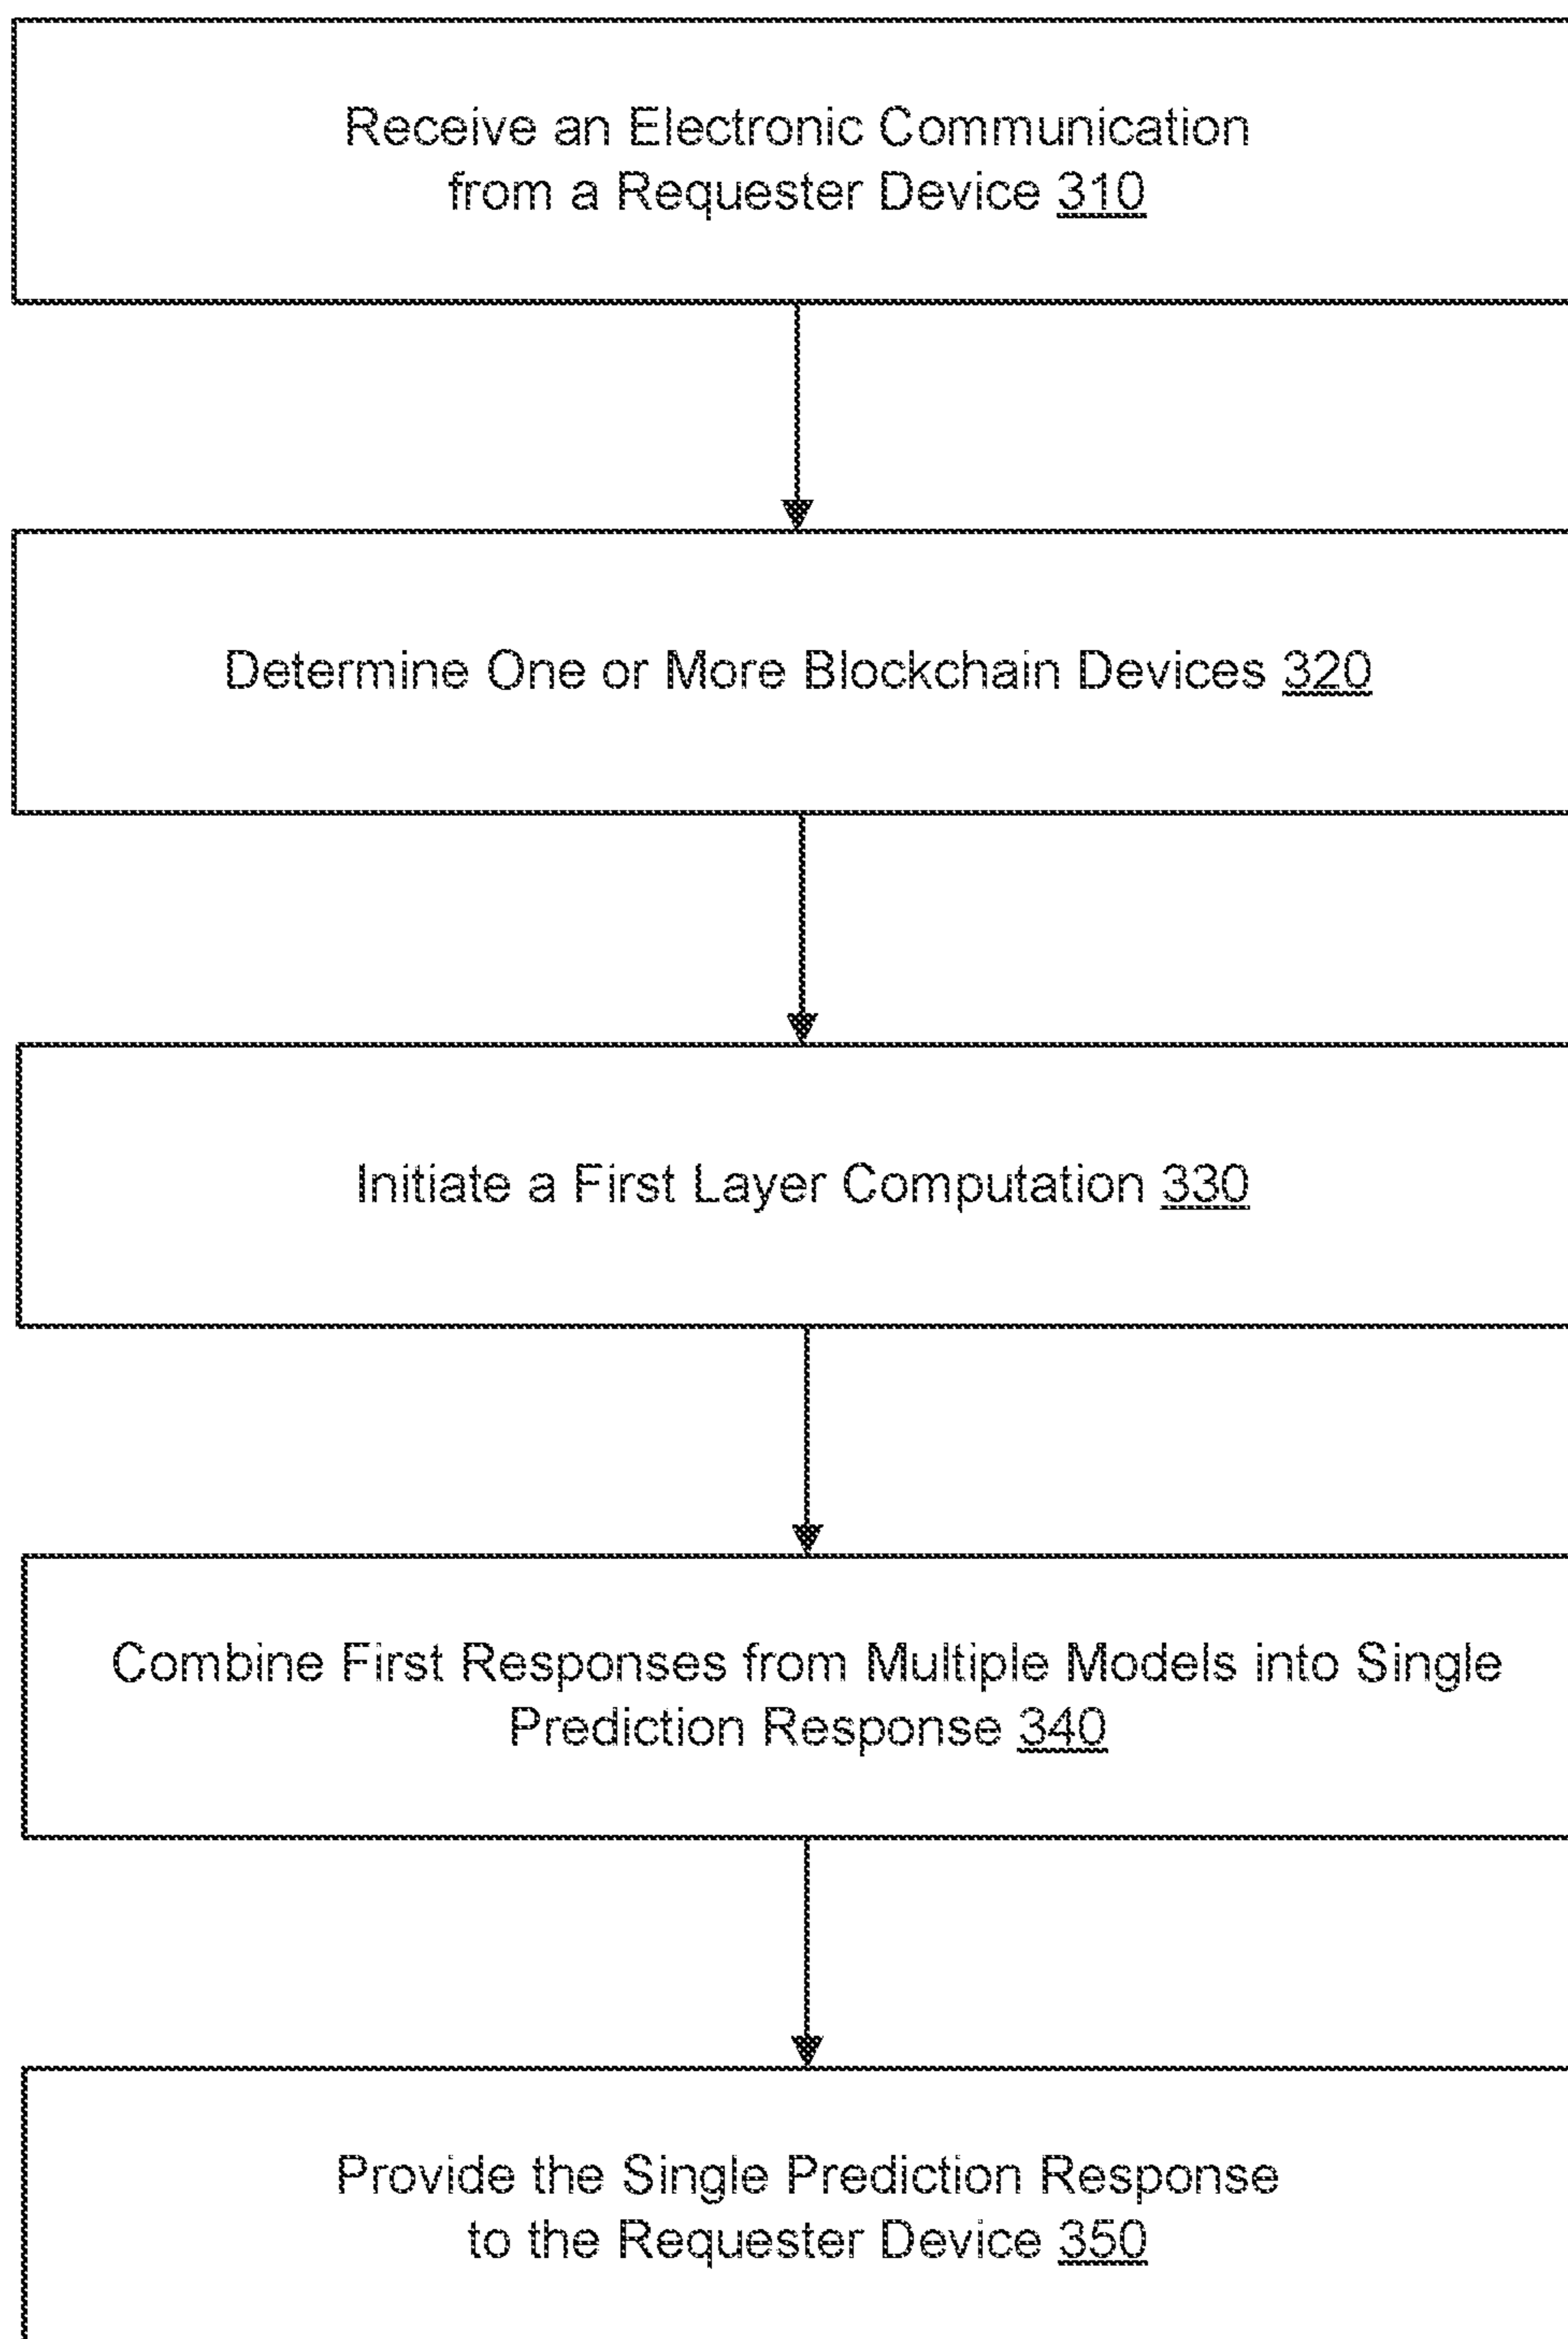 Receive an Electronic Communication
from a Requester Device 310
Determine One or More Blockchain Devices 320
Initiate a First Layer Computation 330
Combine First Responses from Multiple Models into Single
Prediction Response 340
Provide the Single Prediction Response
to the Requester Device 350